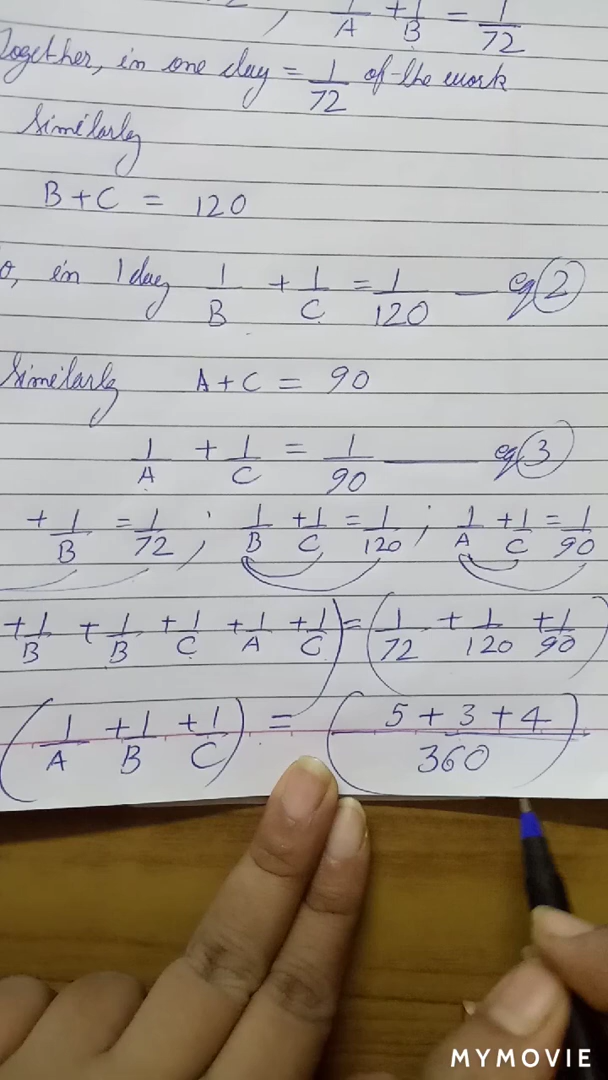 1/A + 1/B = 1/72
Together, in one day = 1/72 of the work
Similarly
B + C = 120
in 1 day 1/B + 1/C = 1/120 — eq 2
Similarly A + C = 90
1/A + 1/C = 1/90 — eq 3
+ 1/B = 1/72 ; 1/B + 1/C = 1/120 ; 1/A + 1/C = 1/90
+ 1/B + 1/B + 1/C + 1/A + 1/C) = (1/72 + 1/120 + 1/90)
(1/A + 1/B + 1/C) = (5 + 3 + 4 / 360)
MYMOVIE